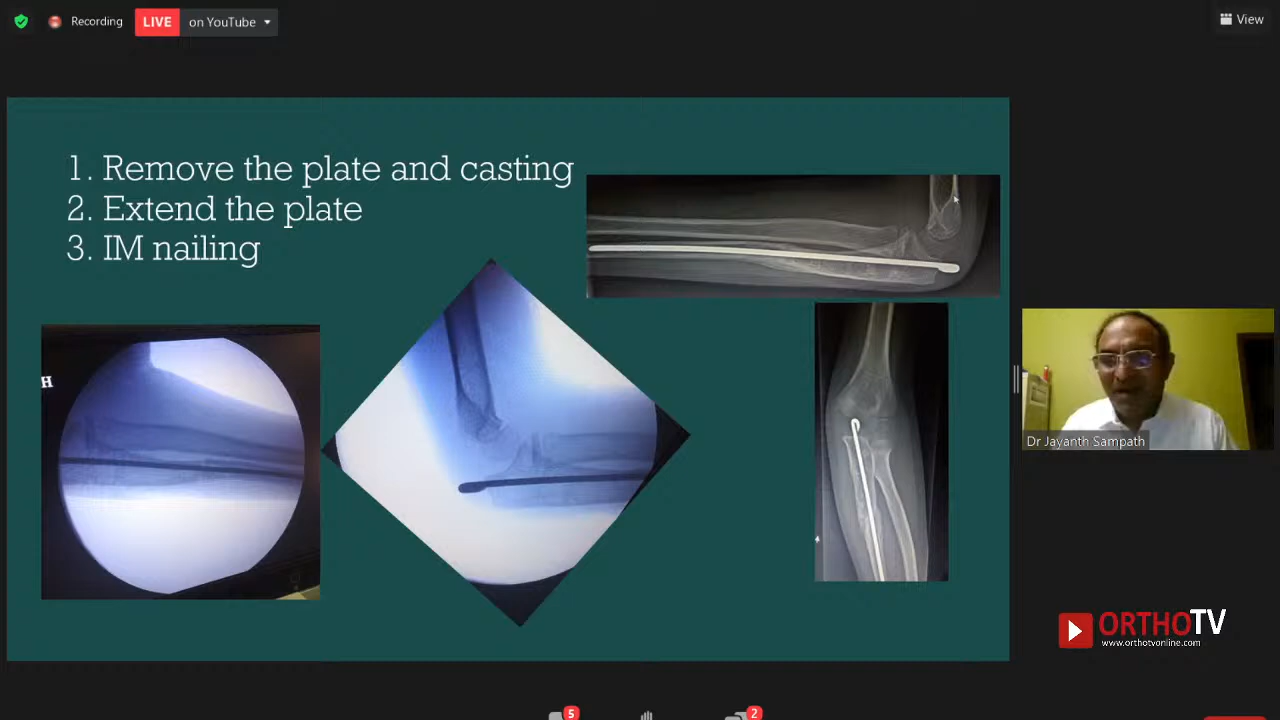 Recording
LIVE on YouTube
View
1. Remove the plate and casting
2. Extend the plate
3. IM nailing
H
Dr Jayanth Sampath
ORTHOTV
www.orthotvonline.com
5
2